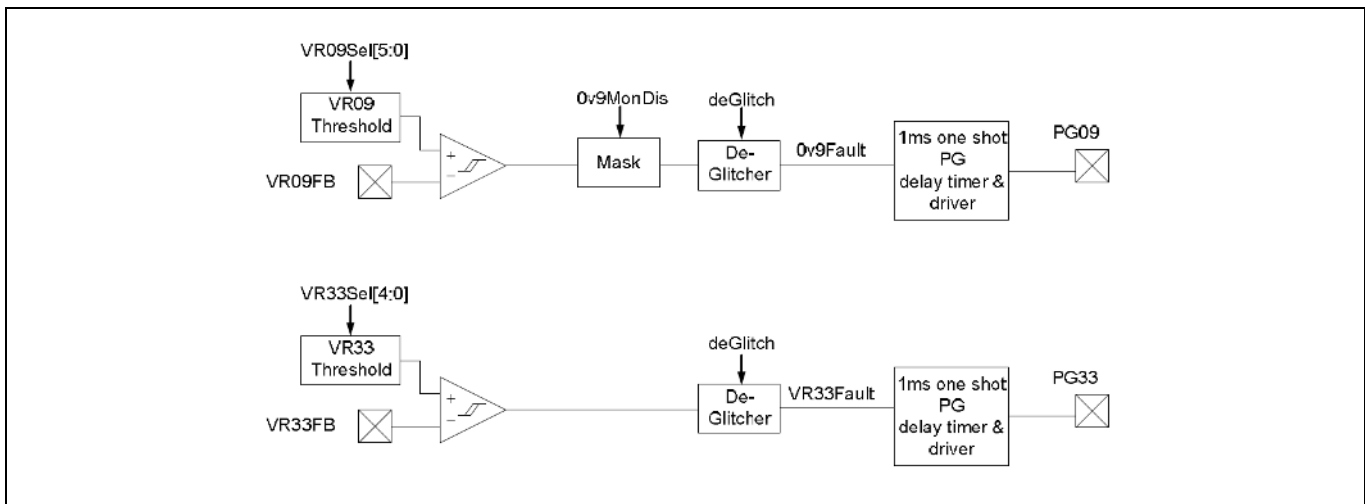 VR09Sel[5:0]
VR09
Threshold
+
−
VR09FB
0v9MonDis
Mask
deGlitch
De-
Glitcher
0v9Fault
1ms one shot
PG
delay timer &
driver
PG09
VR33Sel[4:0]
VR33
Threshold
+
−
VR33FB
deGlitch
De-
Glitcher
VR33Fault
1ms one shot
PG
delay timer &
driver
PG33